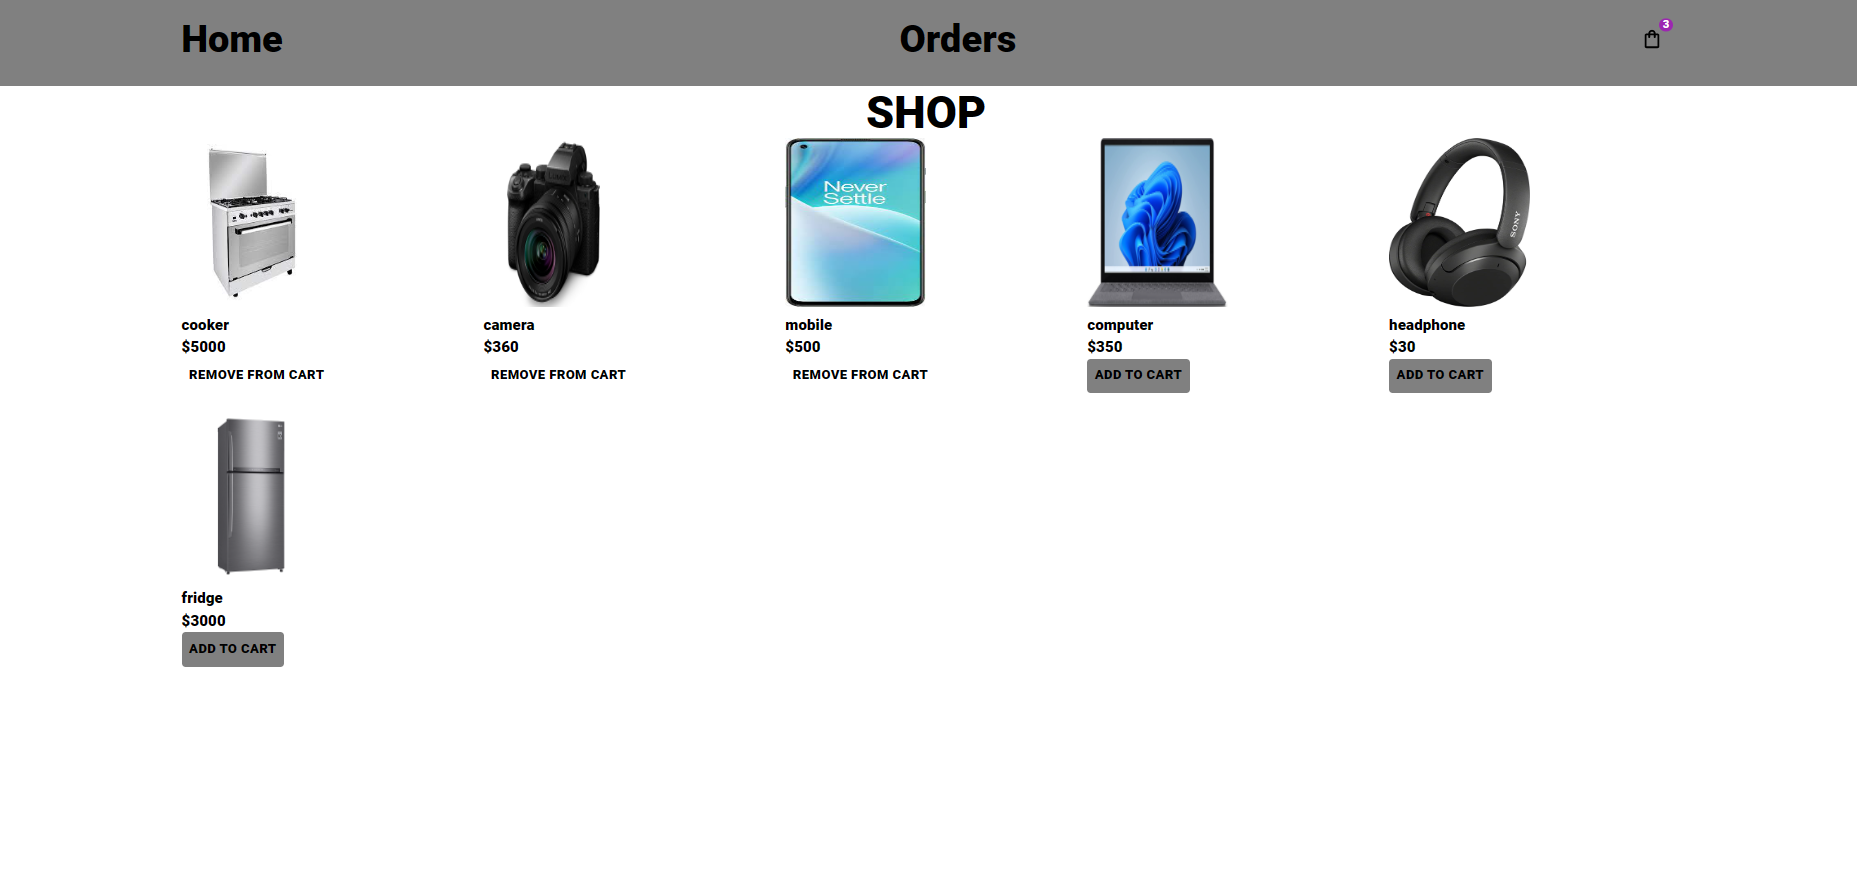 Home
Orders
3
SHOP
Never
Settle
SONY
cooker
$5000
REMOVE FROM CART
camera
$360
REMOVE FROM CART
mobile
$500
REMOVE FROM CART
computer
$350
ADD TO CART
headphone
$30
ADD TO CART
fridge
$3000
ADD TO CART